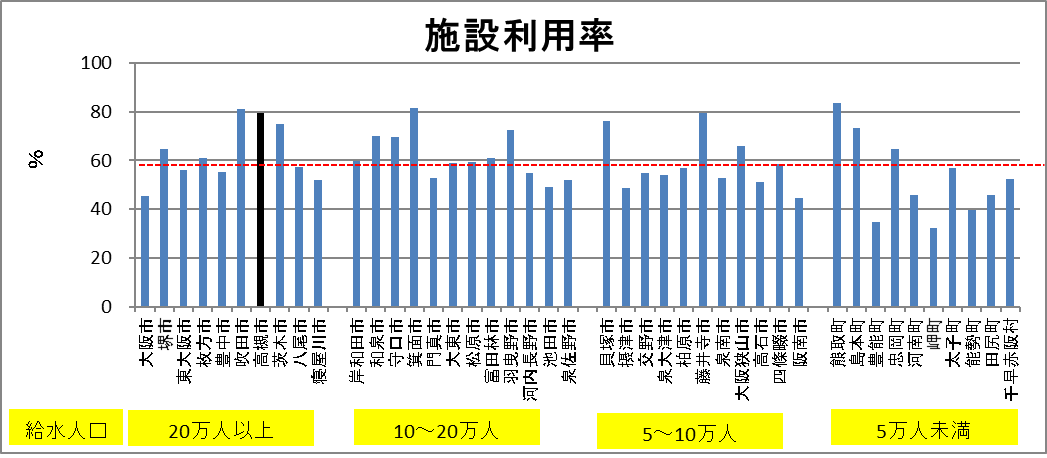 施設利用率
%
100
80
60
40
20
0
大阪市
堺市
東大阪市
枚方市
豊中市
吹田市
高槻市
茨木市
八尾市
寝屋川市
岸和田市
和泉市
守口市
箕面市
門真市
大東市
松原市
富田林市
羽曳野市
河内長野市
池田市
泉佐野市
貝塚市
摂津市
交野市
泉大津市
柏原市
藤井寺市
泉南市
大阪狭山市
高石市
四條畷市
阪南市
熊取町
島本町
豊能町
忠岡町
河南町
岬町
太子町
能勢町
田尻町
千早赤阪村
給水人口
20万人以上
10～20万人
5～10万人
5万人未満